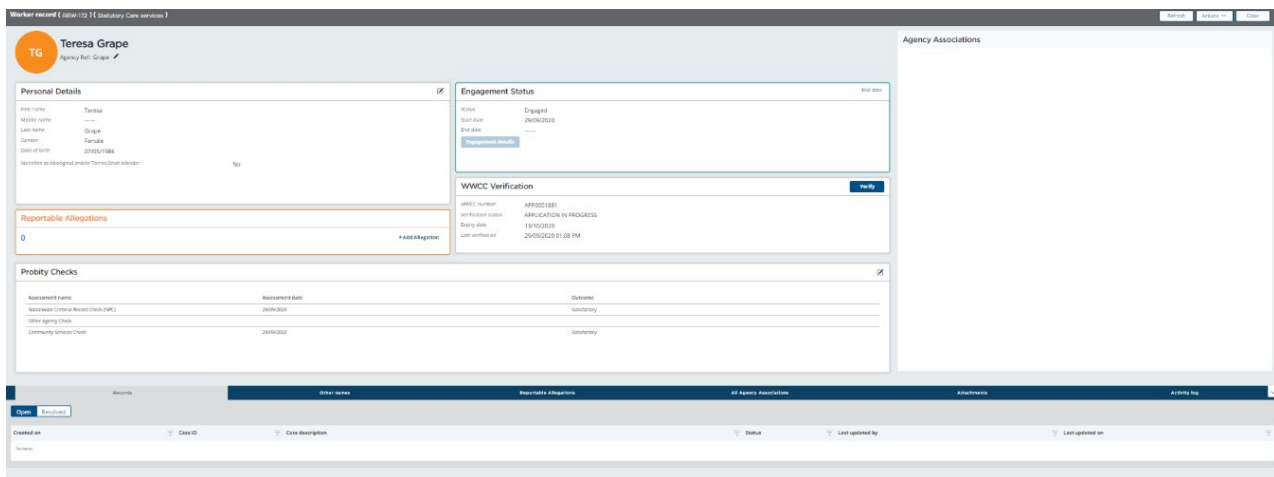 Worker record ( RBW-172 ) ( Statutory Care services )
Refresh Actions Close
TG
Teresa Grape
Agency Ref: Grape
Agency Associations
Personal Details
First name Teresa
Middle name -----
Last name Grape
Gender Female
Date of birth 07/05/1986
Identifies as Aboriginal and/or Torres Strait Islander No
Engagement Status End date
Status Engaged
Start date 29/09/2020
End date -----
Engagement details
WWCC Verification Verify
WWCC number APP0051881
Verification status APPLICATION IN PROGRESS
Expiry date 13/10/2020
Last verified on 29/09/2020 01:08 PM
Reportable Allegations
0 + Add Allegation
Probity Checks
Assessment name Assessment date Outcome
Nationwide Criminal Record Check (NPC) 29/09/2020 Satisfactory
Other Agency Check
Community Services Check 29/09/2020 Satisfactory
Records Other names Reportable Allegations All Agency Associations Attachments Activity log
Open Resolved
Created on Case ID Case description Status Last updated by Last updated on